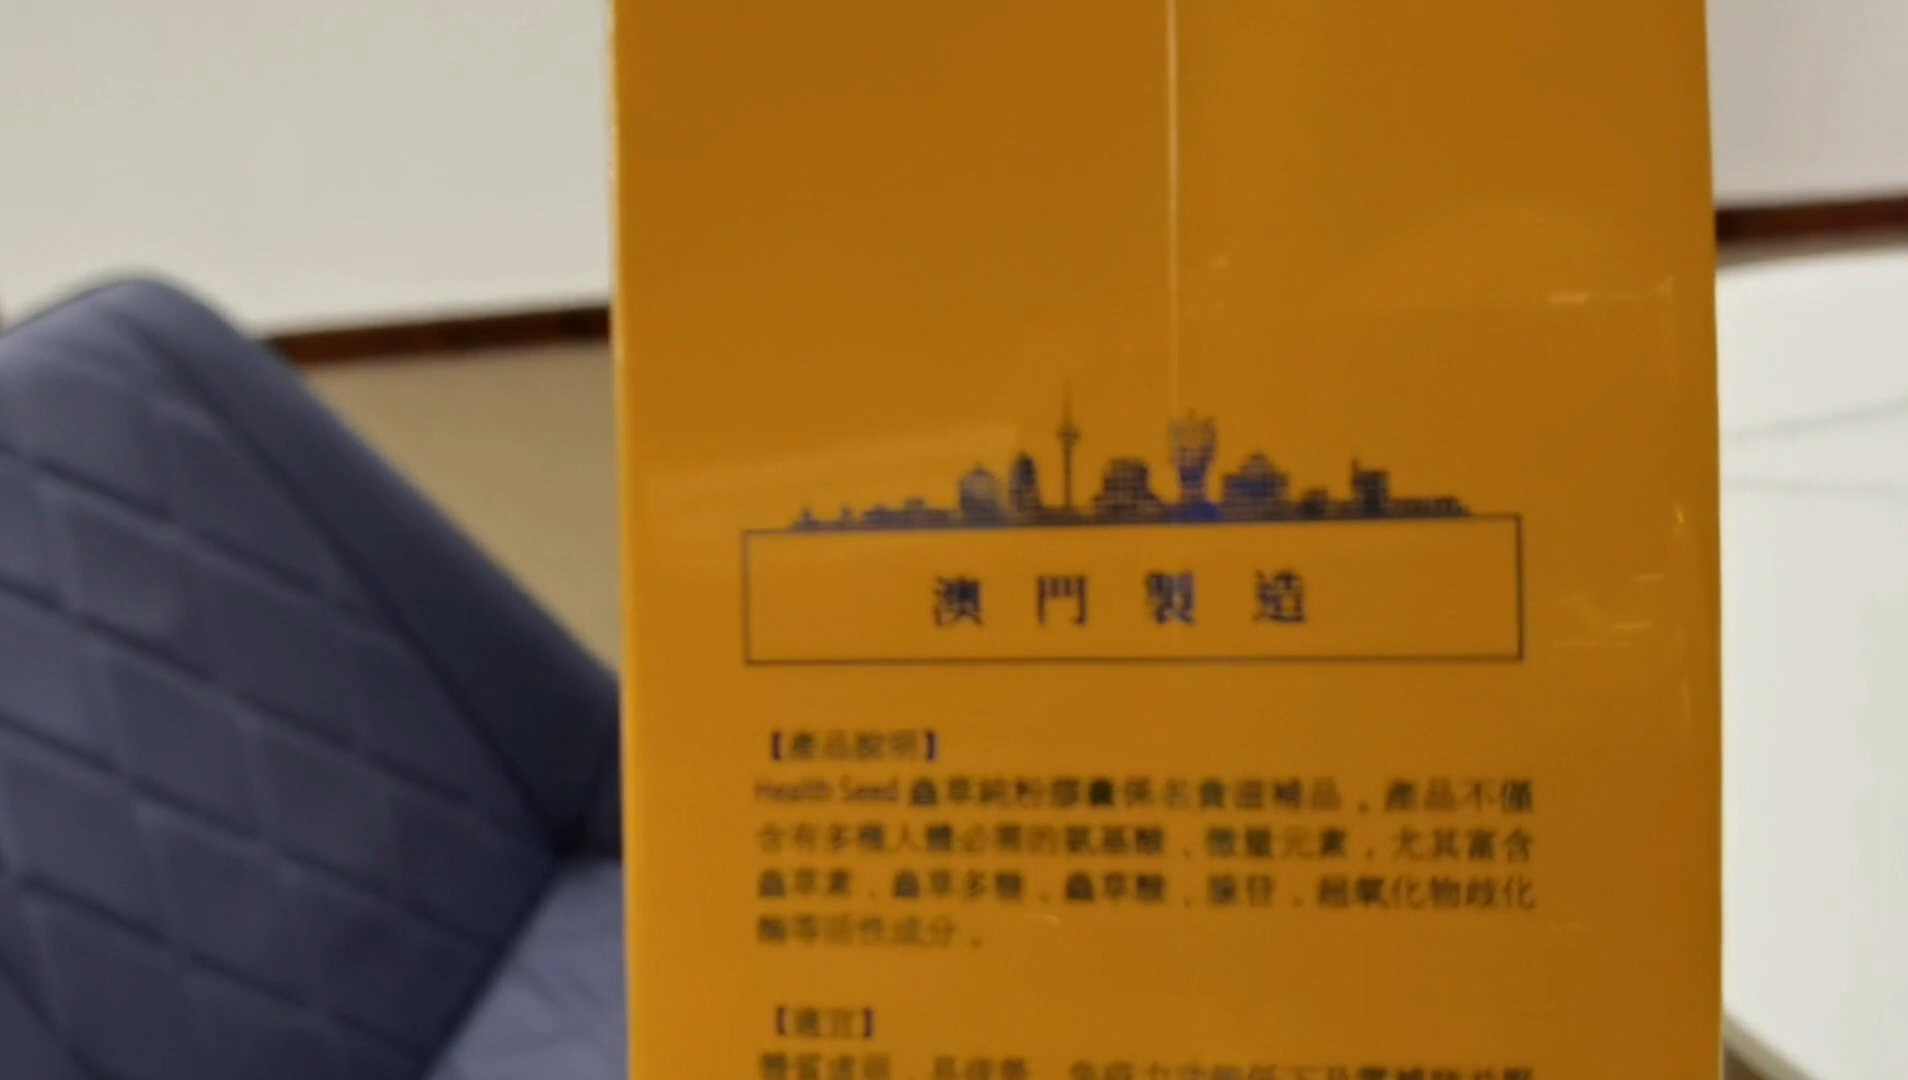 澳門製造
【產品說明】
Health Seed 蟲草純粉膠囊係名貴滋補品，產品不僅
含有多種人體必需的氨基酸、微量元素，尤其富含
蟲草素、蟲草多糖、蟲草酸、腺苷、超氧化物歧化
酶等活性成分。
【適宜】